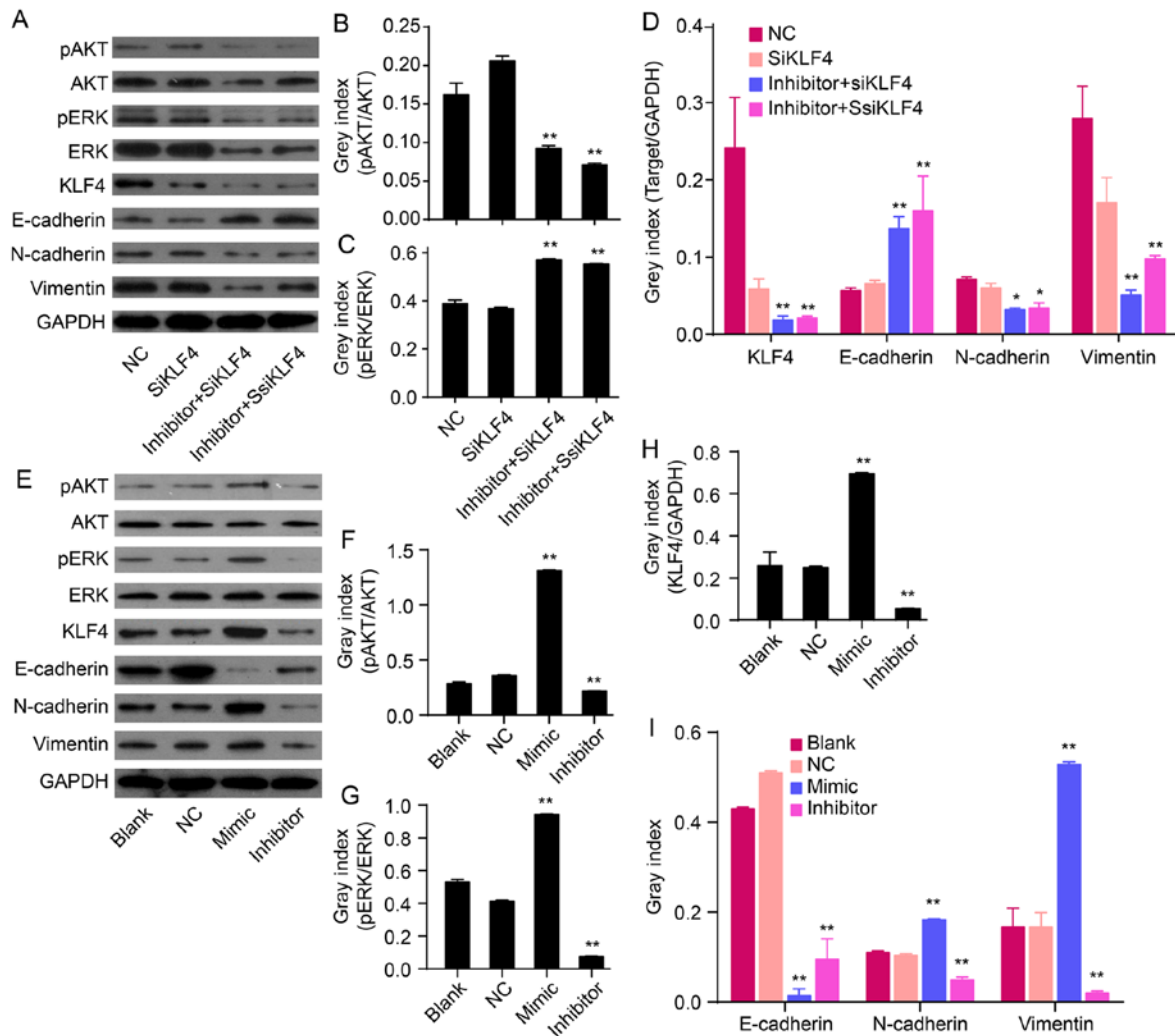 A
pAKT
AKT
pERK
ERK
KLF4
E-cadherin
N-cadherin
Vimentin
GAPDH
NC
SiKLF4
Inhibitor+SiKLF4
Inhibitor+SsiKLF4
B
Grey index
(pAKT/AKT)
0.25
0.20
0.15
0.10
0.05
0.00
**
**
C
Grey index
(pERK/ERK)
0.6
0.4
0.2
0.0
**
**
NC
SiKLF4
Inhibitor+SiKLF4
Inhibitor+SsiKLF4
D
NC
SiKLF4
Inhibitor+siKLF4
Inhibitor+SsiKLF4
Grey index (Target/GAPDH)
0.4
0.3
0.2
0.1
0.0
**
**
**
**
*
*
**
**
KLF4
E-cadherin
N-cadherin
Vimentin
E
pAKT
AKT
pERK
ERK
KLF4
E-cadherin
N-cadherin
Vimentin
GAPDH
Blank
NC
Mimic
Inhibitor
F
Gray index
(pAKT/AKT)
1.5
1.0
0.5
0.0
**
**
Blank
NC
Mimic
Inhibitor
G
Gray index
(pERK/ERK)
1.0
0.8
0.6
0.4
0.2
0.0
**
**
Blank
NC
Mimic
Inhibitor
H
Gray index
(KLF4/GAPDH)
0.8
0.6
0.4
0.2
0.0
**
**
Blank
NC
Mimic
Inhibitor
I
Blank
NC
Mimic
Inhibitor
Gray index
0.6
0.4
0.2
0.0
**
**
**
**
**
**
E-cadherin
N-cadherin
Vimentin